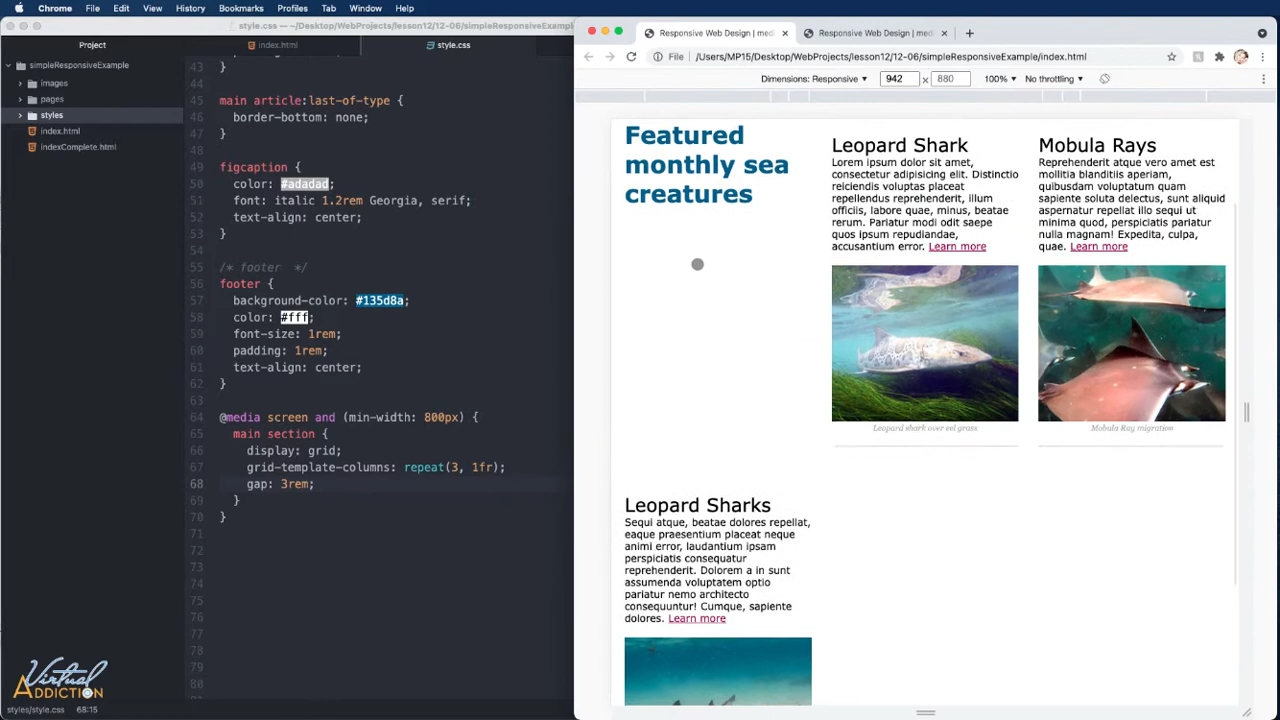 Chrome File Edit View History Bookmarks Profiles Tab Window Help
style.css — ~/Desktop/WebProjects/lesson12/12-06/simpleResponsiveExample
Project
index.html
style.css
simpleResponsiveExample
images
pages
styles
index.html
indexComplete.html
43 }
44
45 main article:last-of-type {
46 border-bottom: none;
47 }
48
49 figcaption {
50 color: #adadad;
51 font: italic 1.2rem Georgia, serif;
52 text-align: center;
53 }
54
55 /* footer */
56 footer {
57 background-color: #135d8a;
58 color: #fff;
59 font-size: 1rem;
60 padding: 1rem;
61 text-align: center;
62 }
63
64 @media screen and (min-width: 800px) {
65 main section {
66 display: grid;
67 grid-template-columns: repeat(3, 1fr);
68 gap: 3rem;
69 }
70 }
71
72
73
74
75
76
77
78
79
80
Virtual
ADDICTION
styles/style.css 68:15
Responsive Web Design | med
Responsive Web Design | med
File /Users/MP15/Desktop/WebProjects/lesson12/12-06/simpleResponsiveExample/index.html
Dimensions: Responsive 942 × 880 100% No throttling
Featured
monthly sea
creatures
Leopard Shark
Lorem ipsum dolor sit amet,
consectetur adipisicing elit. Distinctio
reiciendis voluptas placeat
repellendus reprehenderit, illum
officiis, labore quae, minus, beatae
rerum. Pariatur modi odit saepe
quos ipsum repudiandae,
accusantium error. Learn more
Leopard shark over eel grass
Mobula Rays
Reprehenderit atque vero amet est
mollitia blanditiis aperiam,
quibusdam voluptatum quam
sapiente soluta delectus, sunt aliquid
aspernatur repellat illo sequi ut
minima quod, perspiciatis pariatur
nulla magnam! Expedita, culpa,
quae. Learn more
Mobula Ray migration
Leopard Sharks
Sequi atque, beatae dolores repellat,
eaque praesentium placeat neque
animi error, laudantium ipsam
perspiciatis consequatur
reprehenderit. Dolorem a in sunt
assumenda voluptatem optio
pariatur nemo architecto
consequuntur! Cumque, sapiente
dolores. Learn more